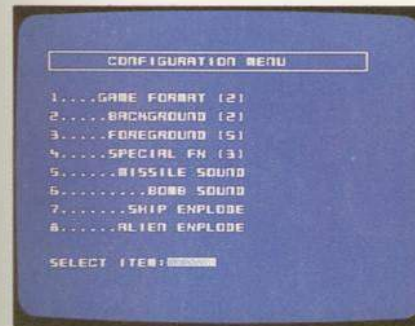 CONFIGURATION MENU
1....GAME FORMAT (2)
2.....BACKGROUND (2)
3.....FOREGROUND (5)
4.....SPECIAL FX (3)
5......MISSILE SOUND
6.........BOMB SOUND
7.......SHIP EXPLODE
8......ALIEN EXPLODE
SELECT ITEM: